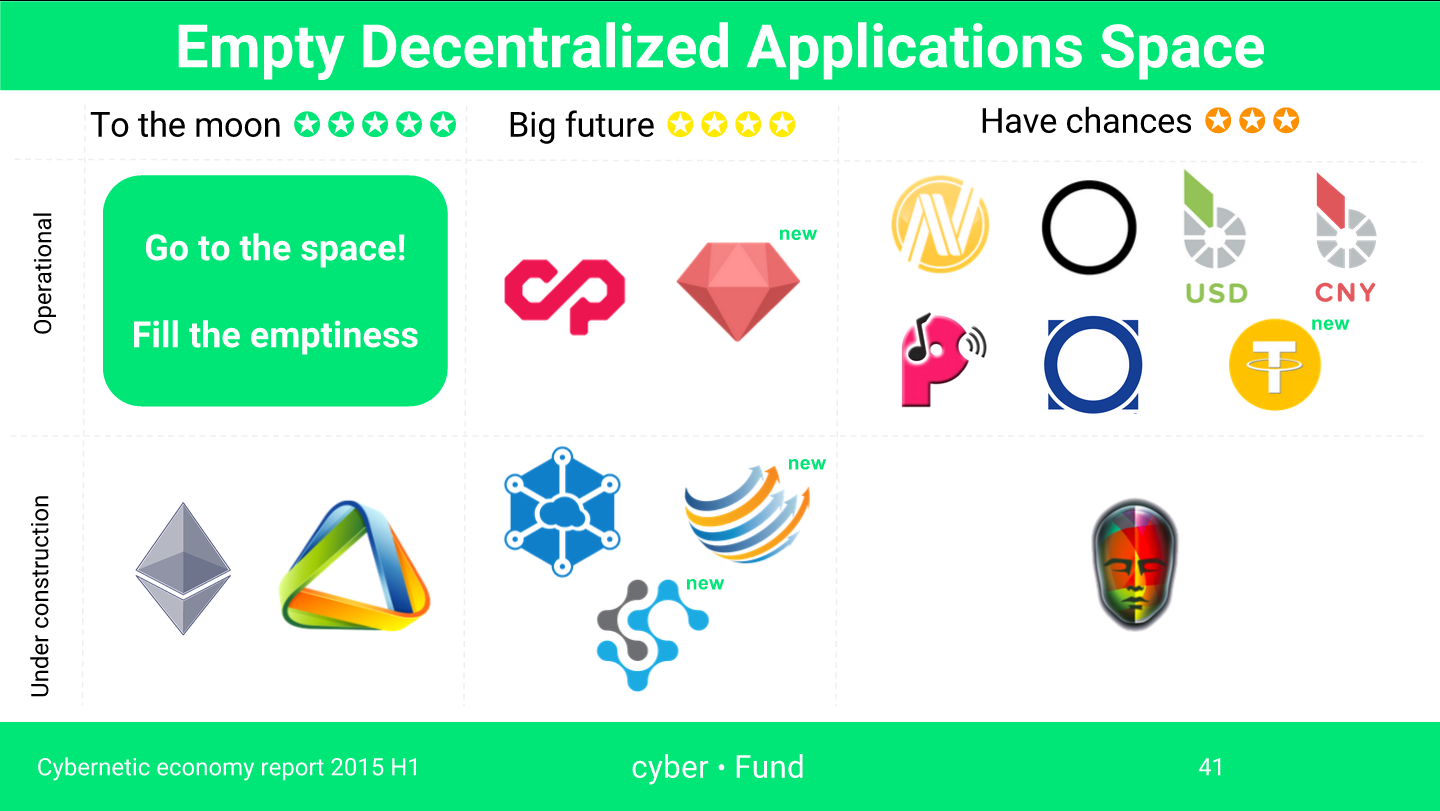 Empty Decentralized Applications Space
To the moon
Big future
Have chances
Operational
Go to the space!
Fill the emptiness
new
USD
CNY
new
Under construction
new
new
Cybernetic economy report 2015 H1
cyber • Fund
41